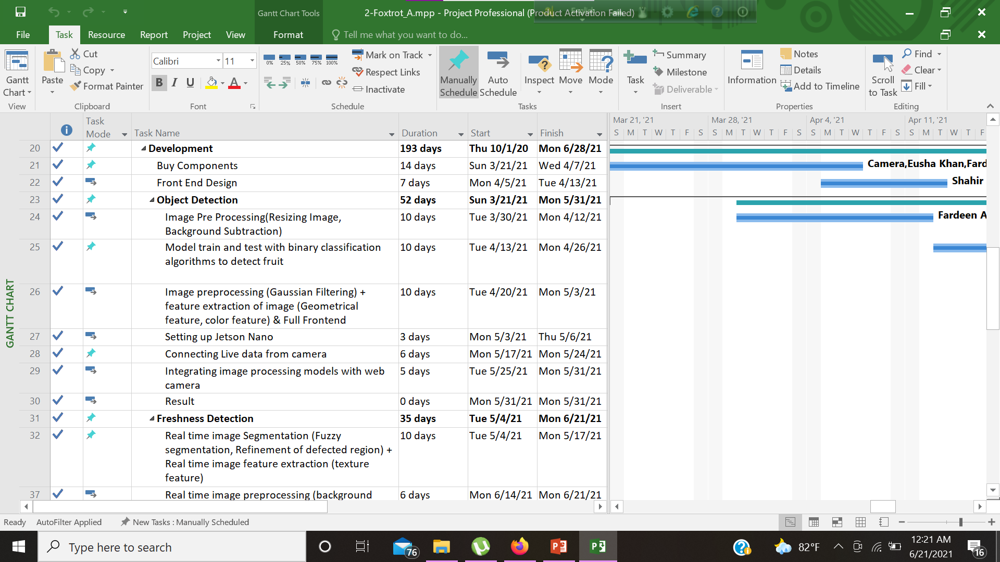 Gantt Chart Tools
2-Foxtrot_A.mpp - Project Professional (Product Activation Failed)
File Task Resource Report Project View Format Tell me what you want to do...
Gantt Chart
View
Paste
Cut
Copy
Format Painter
Clipboard
Calibri 11
B I U A
Font
0% 25% 50% 75% 100%
Mark on Track
Respect Links
Inactivate
Schedule
Manually Schedule
Auto Schedule
Inspect
Move
Mode
Tasks
Task
Summary
Milestone
Deliverable
Insert
Information
Notes
Details
Add to Timeline
Properties
Scroll to Task
Find
Clear
Fill
Editing
Task Mode Task Name Duration Start Finish
Mar 21, '21 Mar 28, '21 Apr 4, '21 Apr 11, '21
S M T W T F S S M T W T F S S M T W T F S S M T W T F
20 Development 193 days Thu 10/1/20 Mon 6/28/21
21 Buy Components 14 days Sun 3/21/21 Wed 4/7/21 Camera,Eusha Khan,Fard
22 Front End Design 7 days Mon 4/5/21 Tue 4/13/21 Shahir
23 Object Detection 52 days Sun 3/21/21 Mon 5/31/21
24 Image Pre Processing(Resizing Image, 10 days Tue 3/30/21 Mon 4/12/21 Fardeen A
Background Subtraction)
25 Model train and test with binary classification 10 days Tue 4/13/21 Mon 4/26/21
algorithms to detect fruit
26 Image preprocessing (Gaussian Filtering) + 10 days Tue 4/20/21 Mon 5/3/21
feature extraction of image (Geometrical
feature, color feature) & Full Frontend
27 Setting up Jetson Nano 3 days Mon 5/3/21 Thu 5/6/21
28 Connecting Live data from camera 6 days Mon 5/17/21 Mon 5/24/21
29 Integrating image processing models with web 5 days Tue 5/25/21 Mon 5/31/21
camera
30 Result 0 days Mon 5/31/21 Mon 5/31/21
31 Freshness Detection 35 days Tue 5/4/21 Mon 6/21/21
32 Real time image Segmentation (Fuzzy 10 days Tue 5/4/21 Mon 5/17/21
segmentation, Refinement of defected region) +
Real time image feature extraction (texture
feature)
37 Real time image preprocessing (background 6 days Mon 6/14/21 Mon 6/21/21
GANTT CHART
Ready AutoFilter Applied New Tasks : Manually Scheduled
Type here to search
76
82°F
12:21 AM
6/21/2021
16